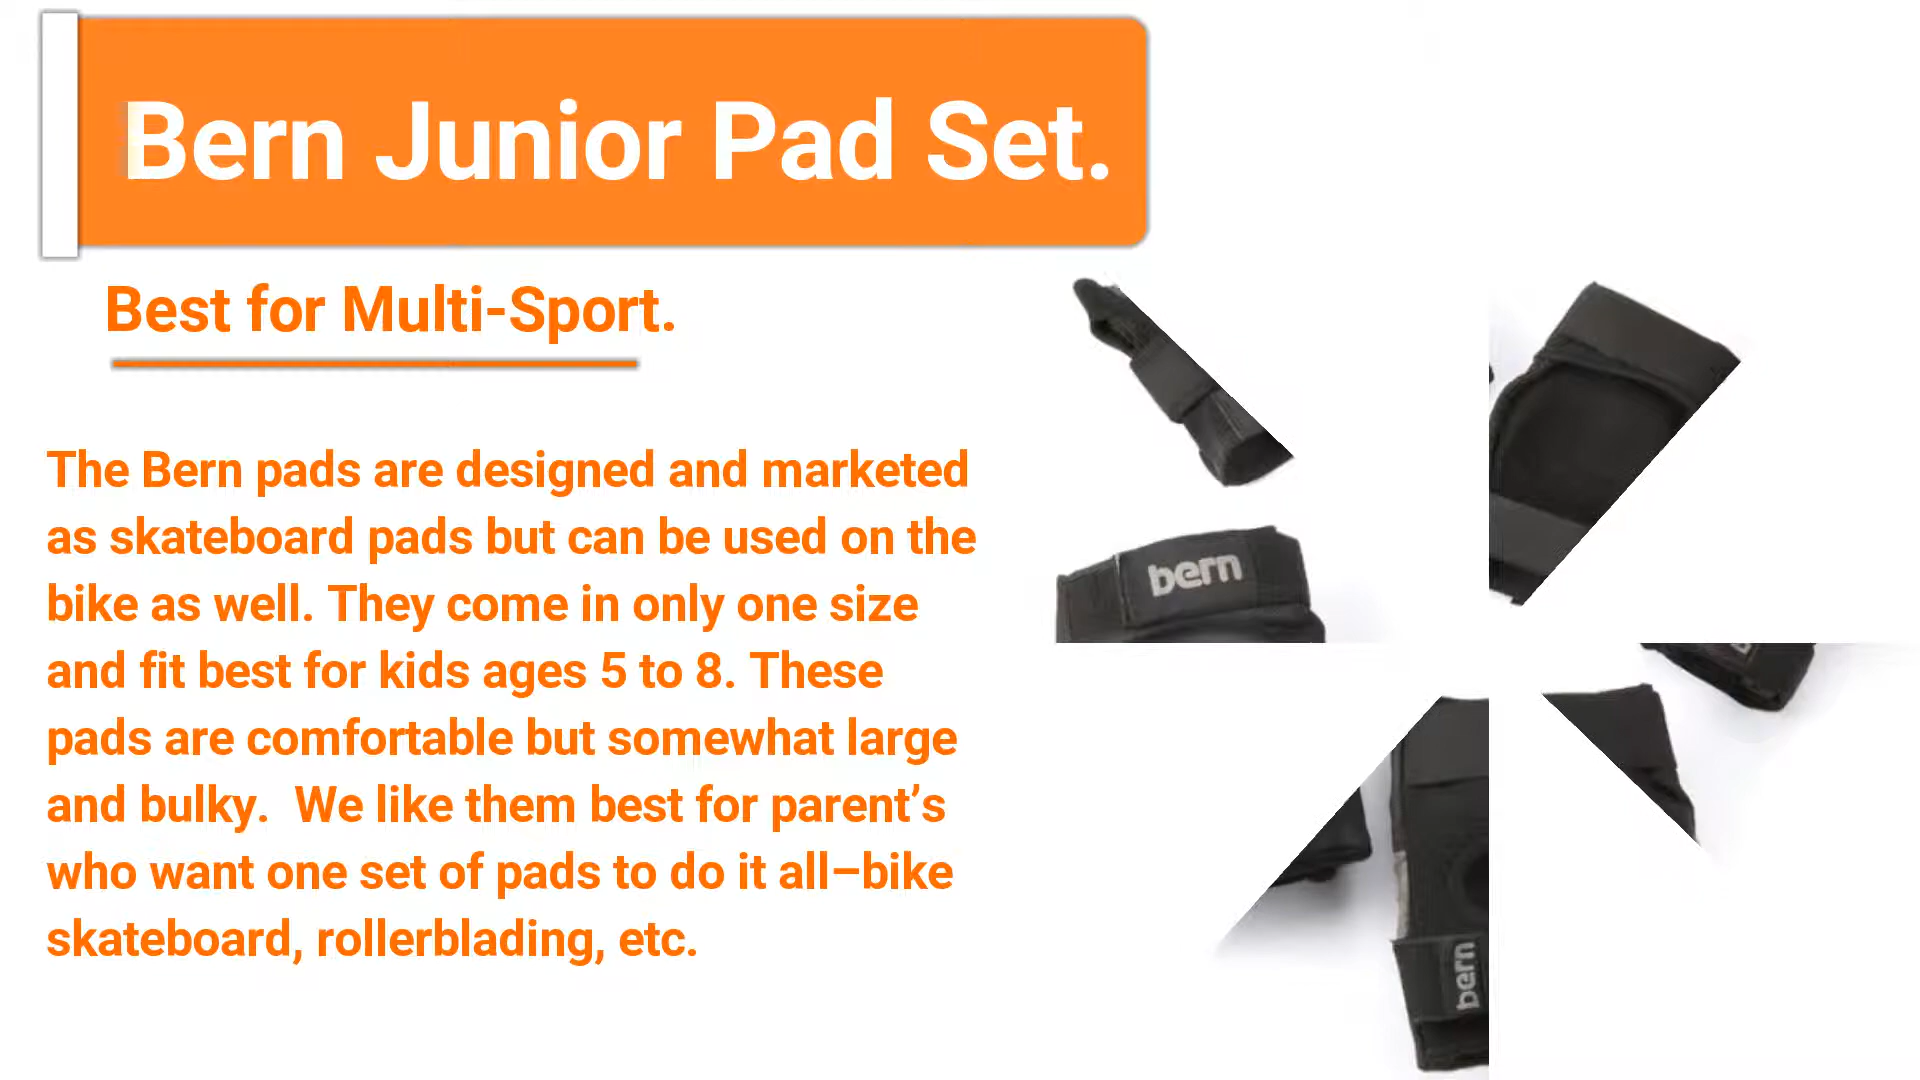 Bern Junior Pad Set.
Best for Multi-Sport.
The Bern pads are designed and marketed
as skateboard pads but can be used on the
bike as well. They come in only one size
and fit best for kids ages 5 to 8. These
pads are comfortable but somewhat large
and bulky.  We like them best for parent’s
who want one set of pads to do it all–bike
skateboard, rollerblading, etc.
bern
bern